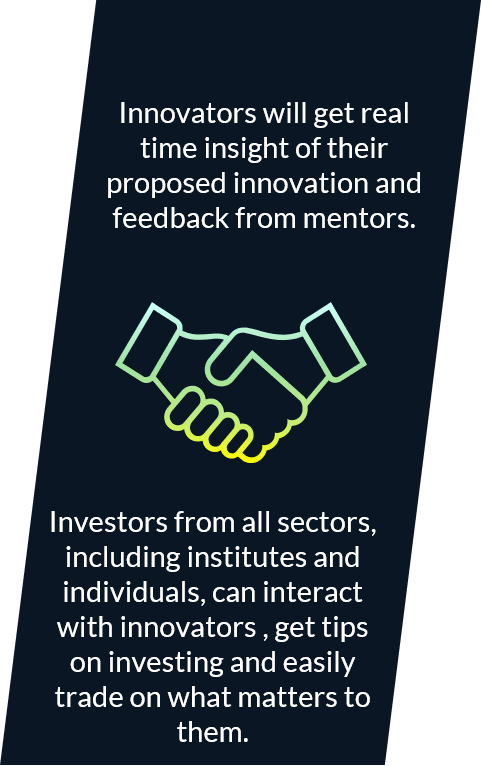 Innovators will get real
time insight of their
proposed innovation and
feedback from mentors.
Investors from all sectors,
including institutes and
individuals, can interact
with innovators , get tips
on investing and easily
trade on what matters to
them.